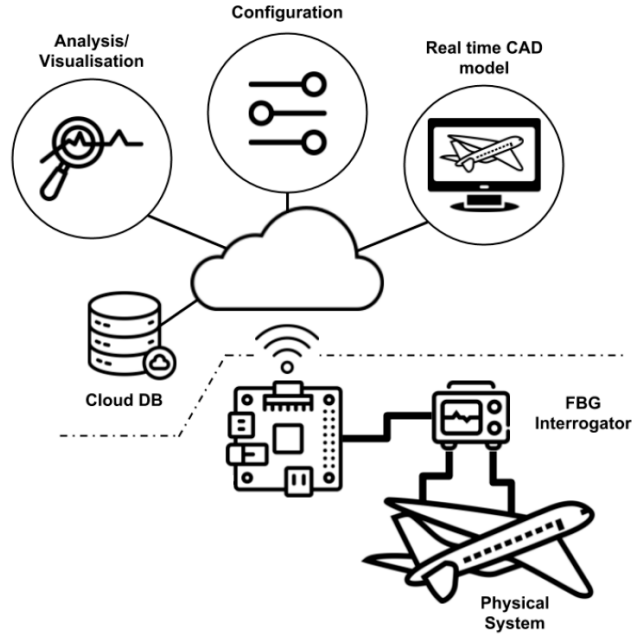 Configuration
Analysis/
Visualisation
Real time CAD
model
Cloud DB
FBG
Interrogator
Physical
System